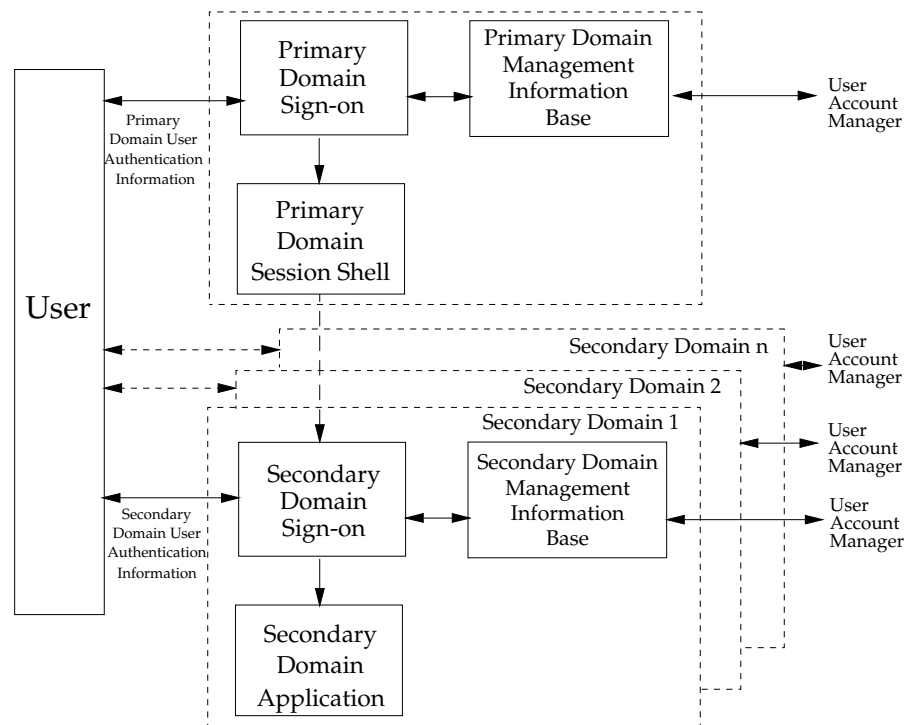 User
Primary
Domain
Sign-on
Primary Domain
Management
Information
Base
User
Account
Manager
Primary
Domain User
Authentication
Information
Primary
Domain
Session Shell
Secondary Domain n
User
Account
Manager
Secondary Domain 2
Secondary Domain 1
User
Account
Manager
Secondary
Domain
Sign-on
Secondary Domain
Management
Information
Base
User
Account
Manager
Secondary
Domain User
Authentication
Information
Secondary
Domain
Application